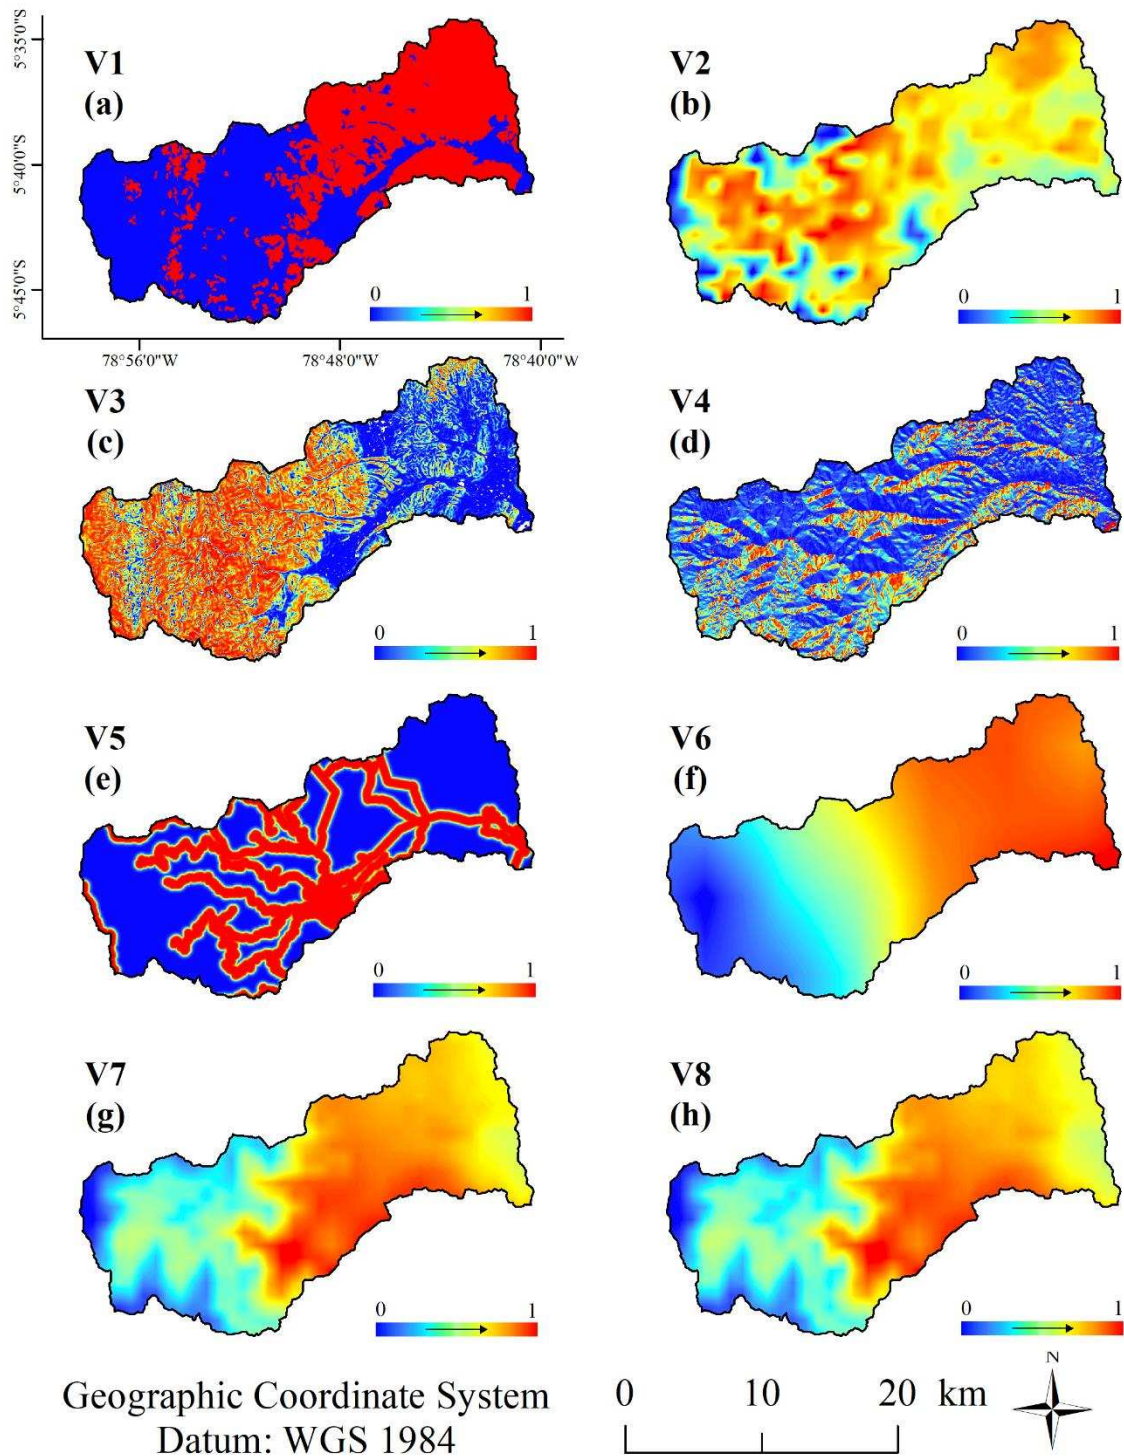 V1
(a)
5°35'0"S
5°40'0"S
5°45'0"S
0 1
78°56'0"W 78°48'0"W 78°40'0"W
V2
(b)
0 1
V3
(c)
0 1
V4
(d)
0 1
V5
(e)
0 1
V6
(f)
0 1
V7
(g)
0 1
V8
(h)
0 1
Geographic Coordinate System
Datum: WGS 1984
0 10 20 km
N